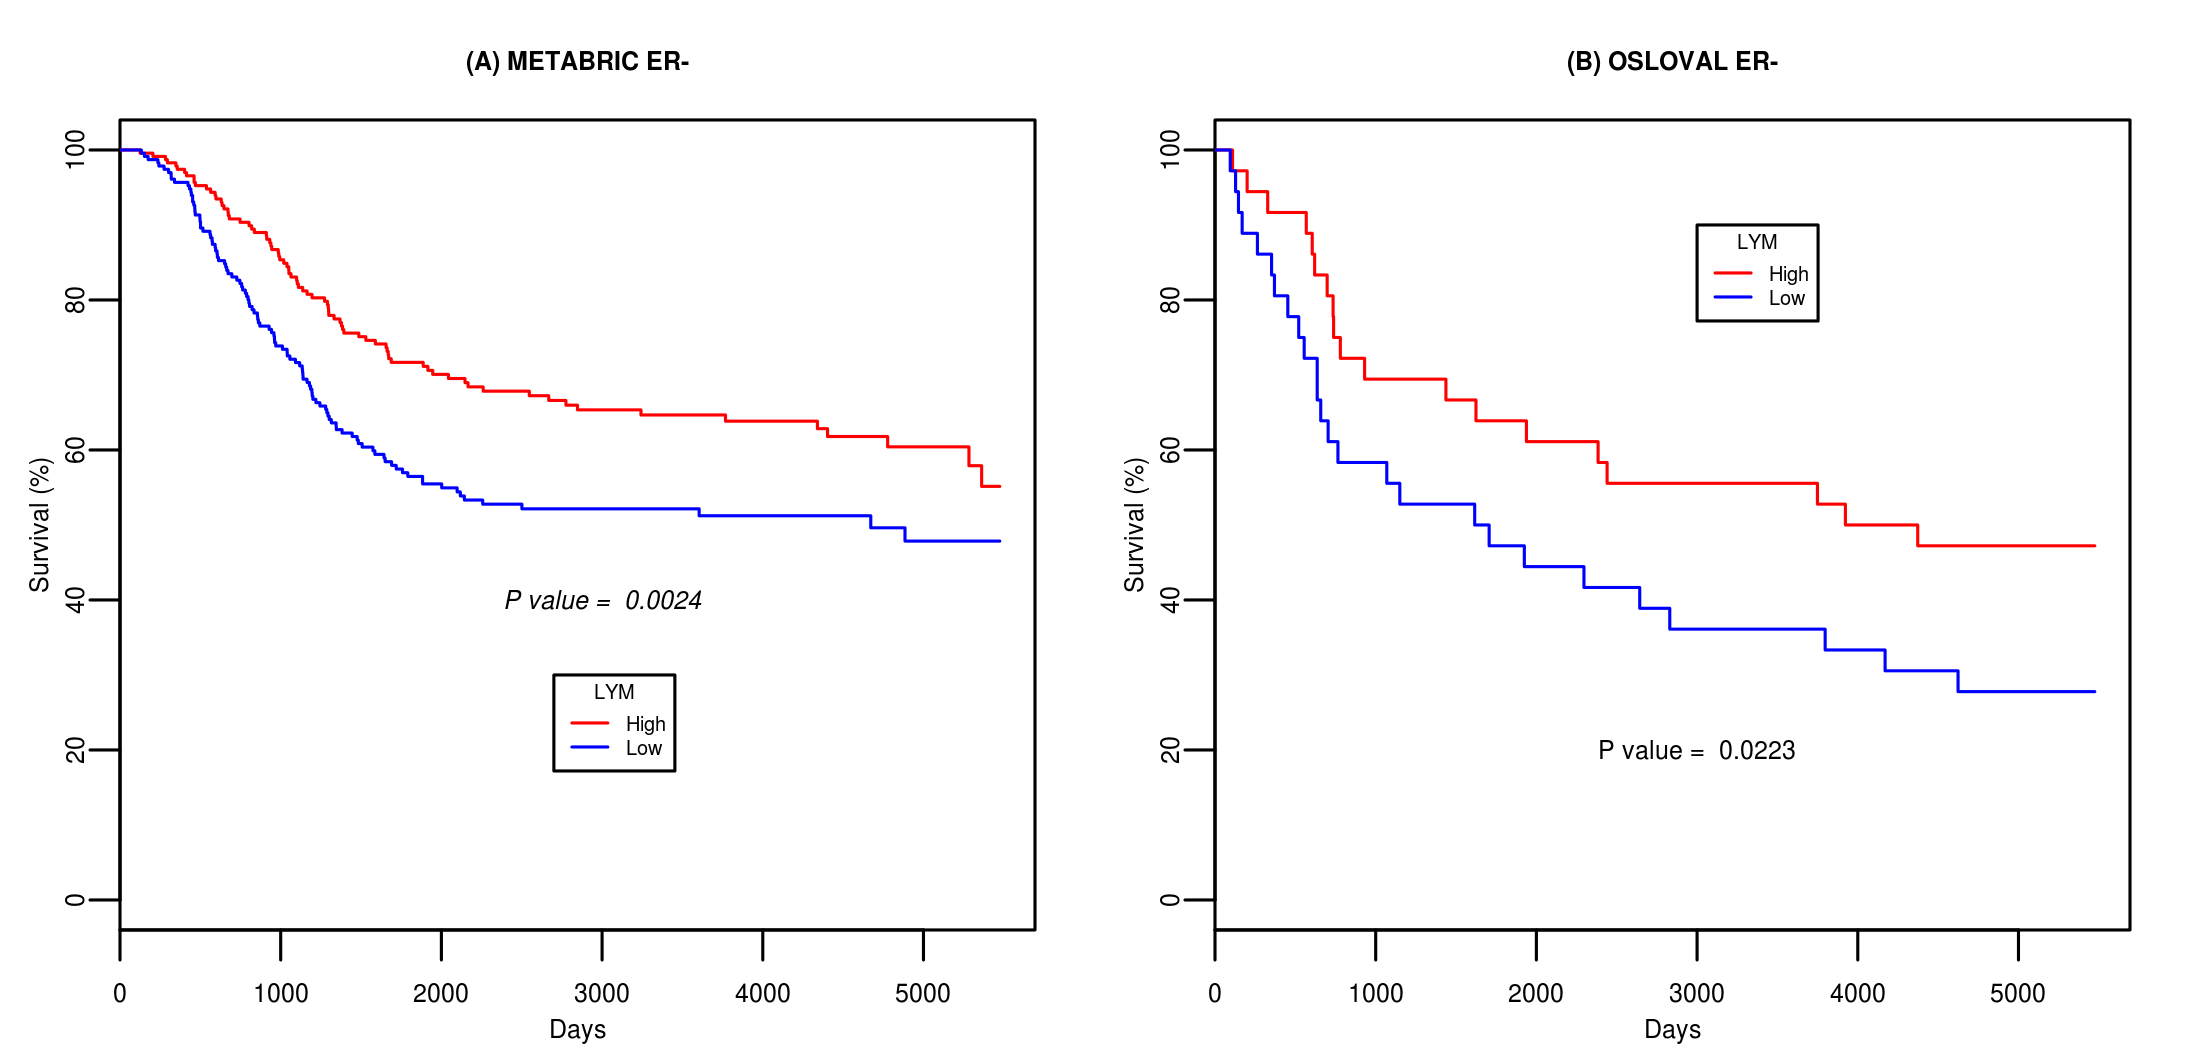 (A) METABRIC ER-
Survival (%)
100
80
60
40
20
0
P value = 0.0024
LYM
High
Low
0 1000 2000 3000 4000 5000
Days
(B) OSLOVAL ER-
Survival (%)
100
80
60
40
20
0
LYM
High
Low
P value = 0.0223
0 1000 2000 3000 4000 5000
Days